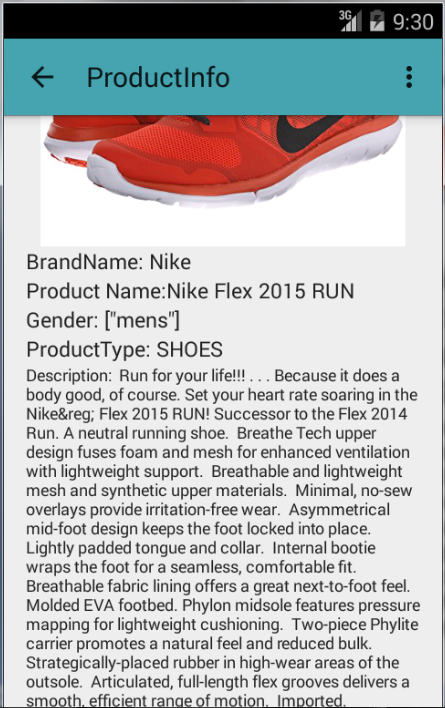 3G 9:30
ProductInfo
BrandName: Nike
Product Name:Nike Flex 2015 RUN
Gender: ["mens"]
ProductType: SHOES
Description:  Run for your life!!! . . . Because it does a
body good, of course. Set your heart rate soaring in the
Nike&reg; Flex 2015 RUN! Successor to the Flex 2014
Run. A neutral running shoe.  Breathe Tech upper
design fuses foam and mesh for enhanced ventilation
with lightweight support.  Breathable and lightweight
mesh and synthetic upper materials.  Minimal, no-sew
overlays provide irritation-free wear.  Asymmetrical
mid-foot design keeps the foot locked into place.
Lightly padded tongue and collar.  Internal bootie
wraps the foot for a seamless, comfortable fit.
Breathable fabric lining offers a great next-to-foot feel.
Molded EVA footbed. Phylon midsole features pressure
mapping for lightweight cushioning.  Two-piece Phylite
carrier promotes a natural feel and reduced bulk.
Strategically-placed rubber in high-wear areas of the
outsole.  Articulated, full-length flex grooves delivers a
smooth, efficient range of motion.  Imported.